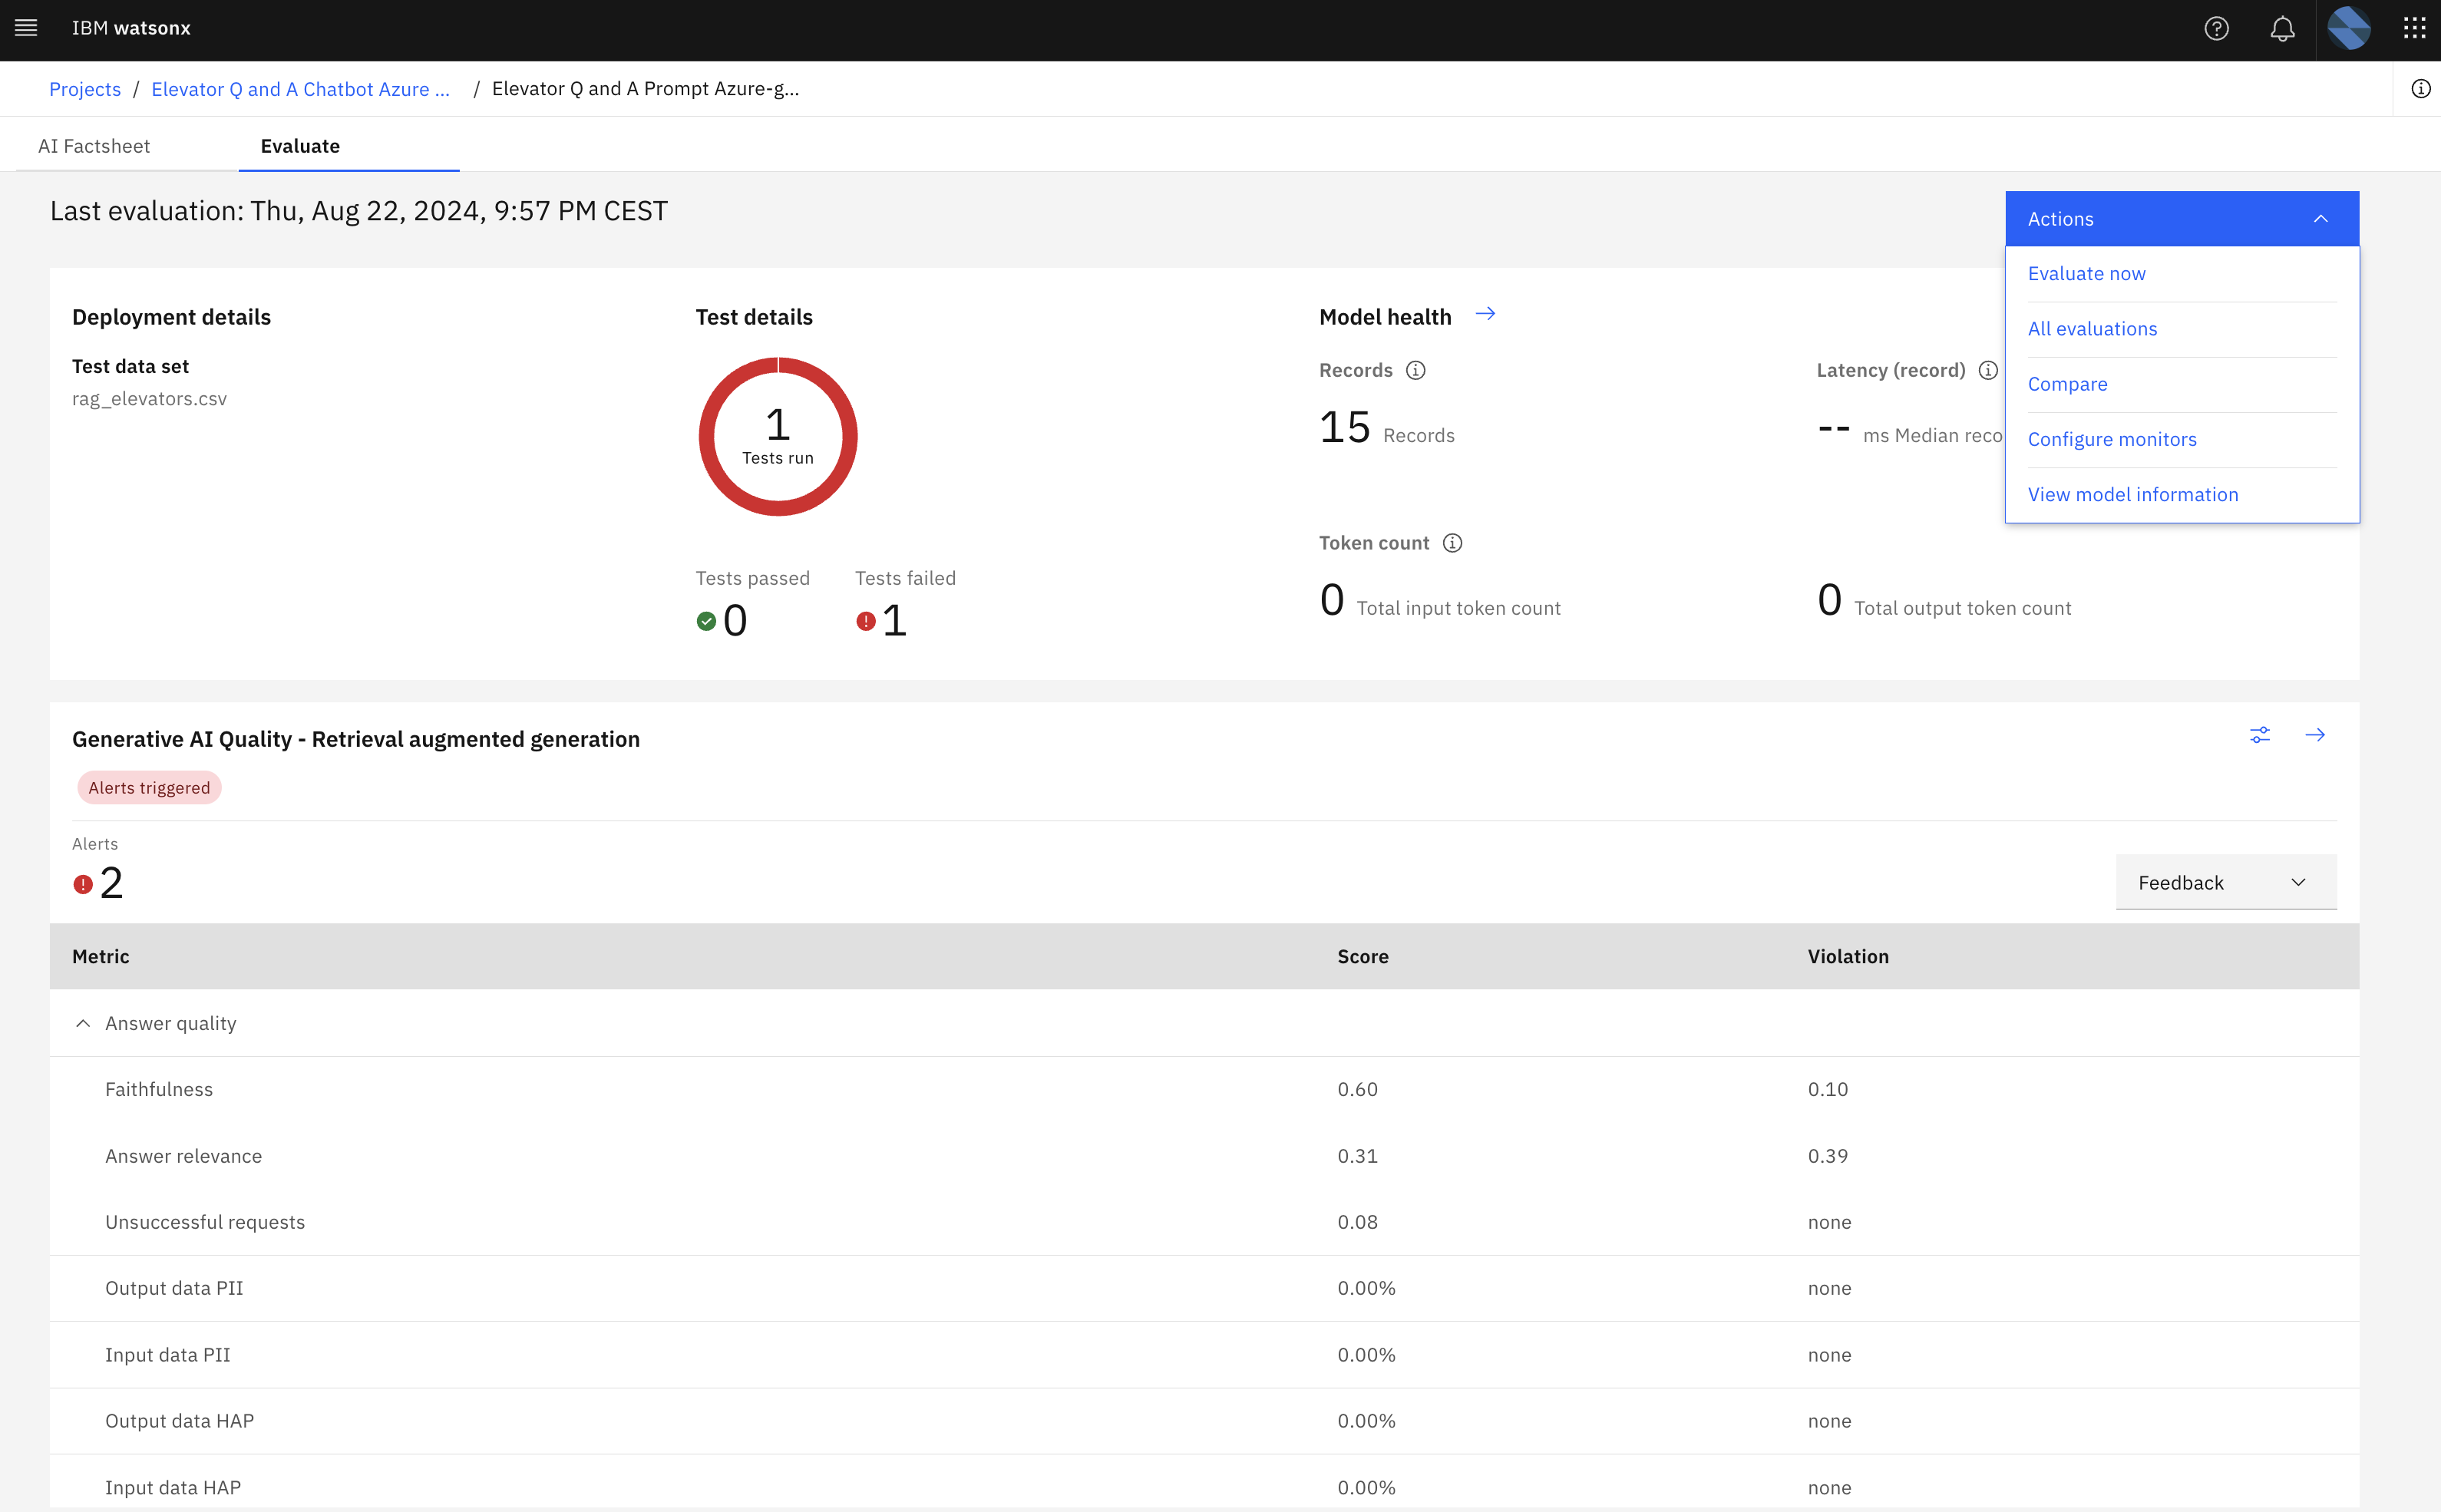 IBM watsonx
Projects / Elevator Q and A Chatbot Azure ... / Elevator Q and A Prompt Azure-g...
AI Factsheet
Evaluate
Last evaluation: Thu, Aug 22, 2024, 9:57 PM CEST
Actions
Evaluate now
All evaluations
Compare
Configure monitors
View model information
Deployment details
Test data set
rag_elevators.csv
Test details
1
Tests run
Tests passed
0
Tests failed
1
Model health
Records
15 Records
Latency (record)
-- ms Median reco
Token count
0 Total input token count
0 Total output token count
Generative AI Quality - Retrieval augmented generation
Alerts triggered
Alerts
2
Feedback
Metric Score Violation
Answer quality
Faithfulness 0.60 0.10
Answer relevance 0.31 0.39
Unsuccessful requests 0.08 none
Output data PII 0.00% none
Input data PII 0.00% none
Output data HAP 0.00% none
Input data HAP 0.00% none